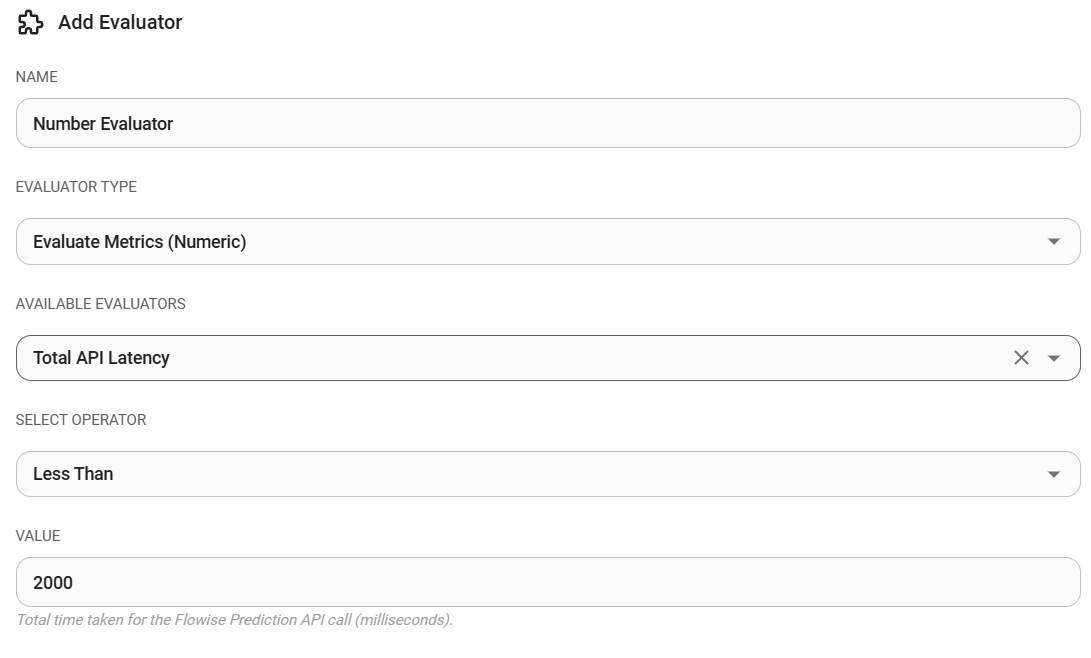 Add Evaluator
NAME
Number Evaluator
EVALUATOR TYPE
Evaluate Metrics (Numeric)
AVAILABLE EVALUATORS
Total API Latency
SELECT OPERATOR
Less Than
VALUE
2000
Total time taken for the Flowise Prediction API call (milliseconds).